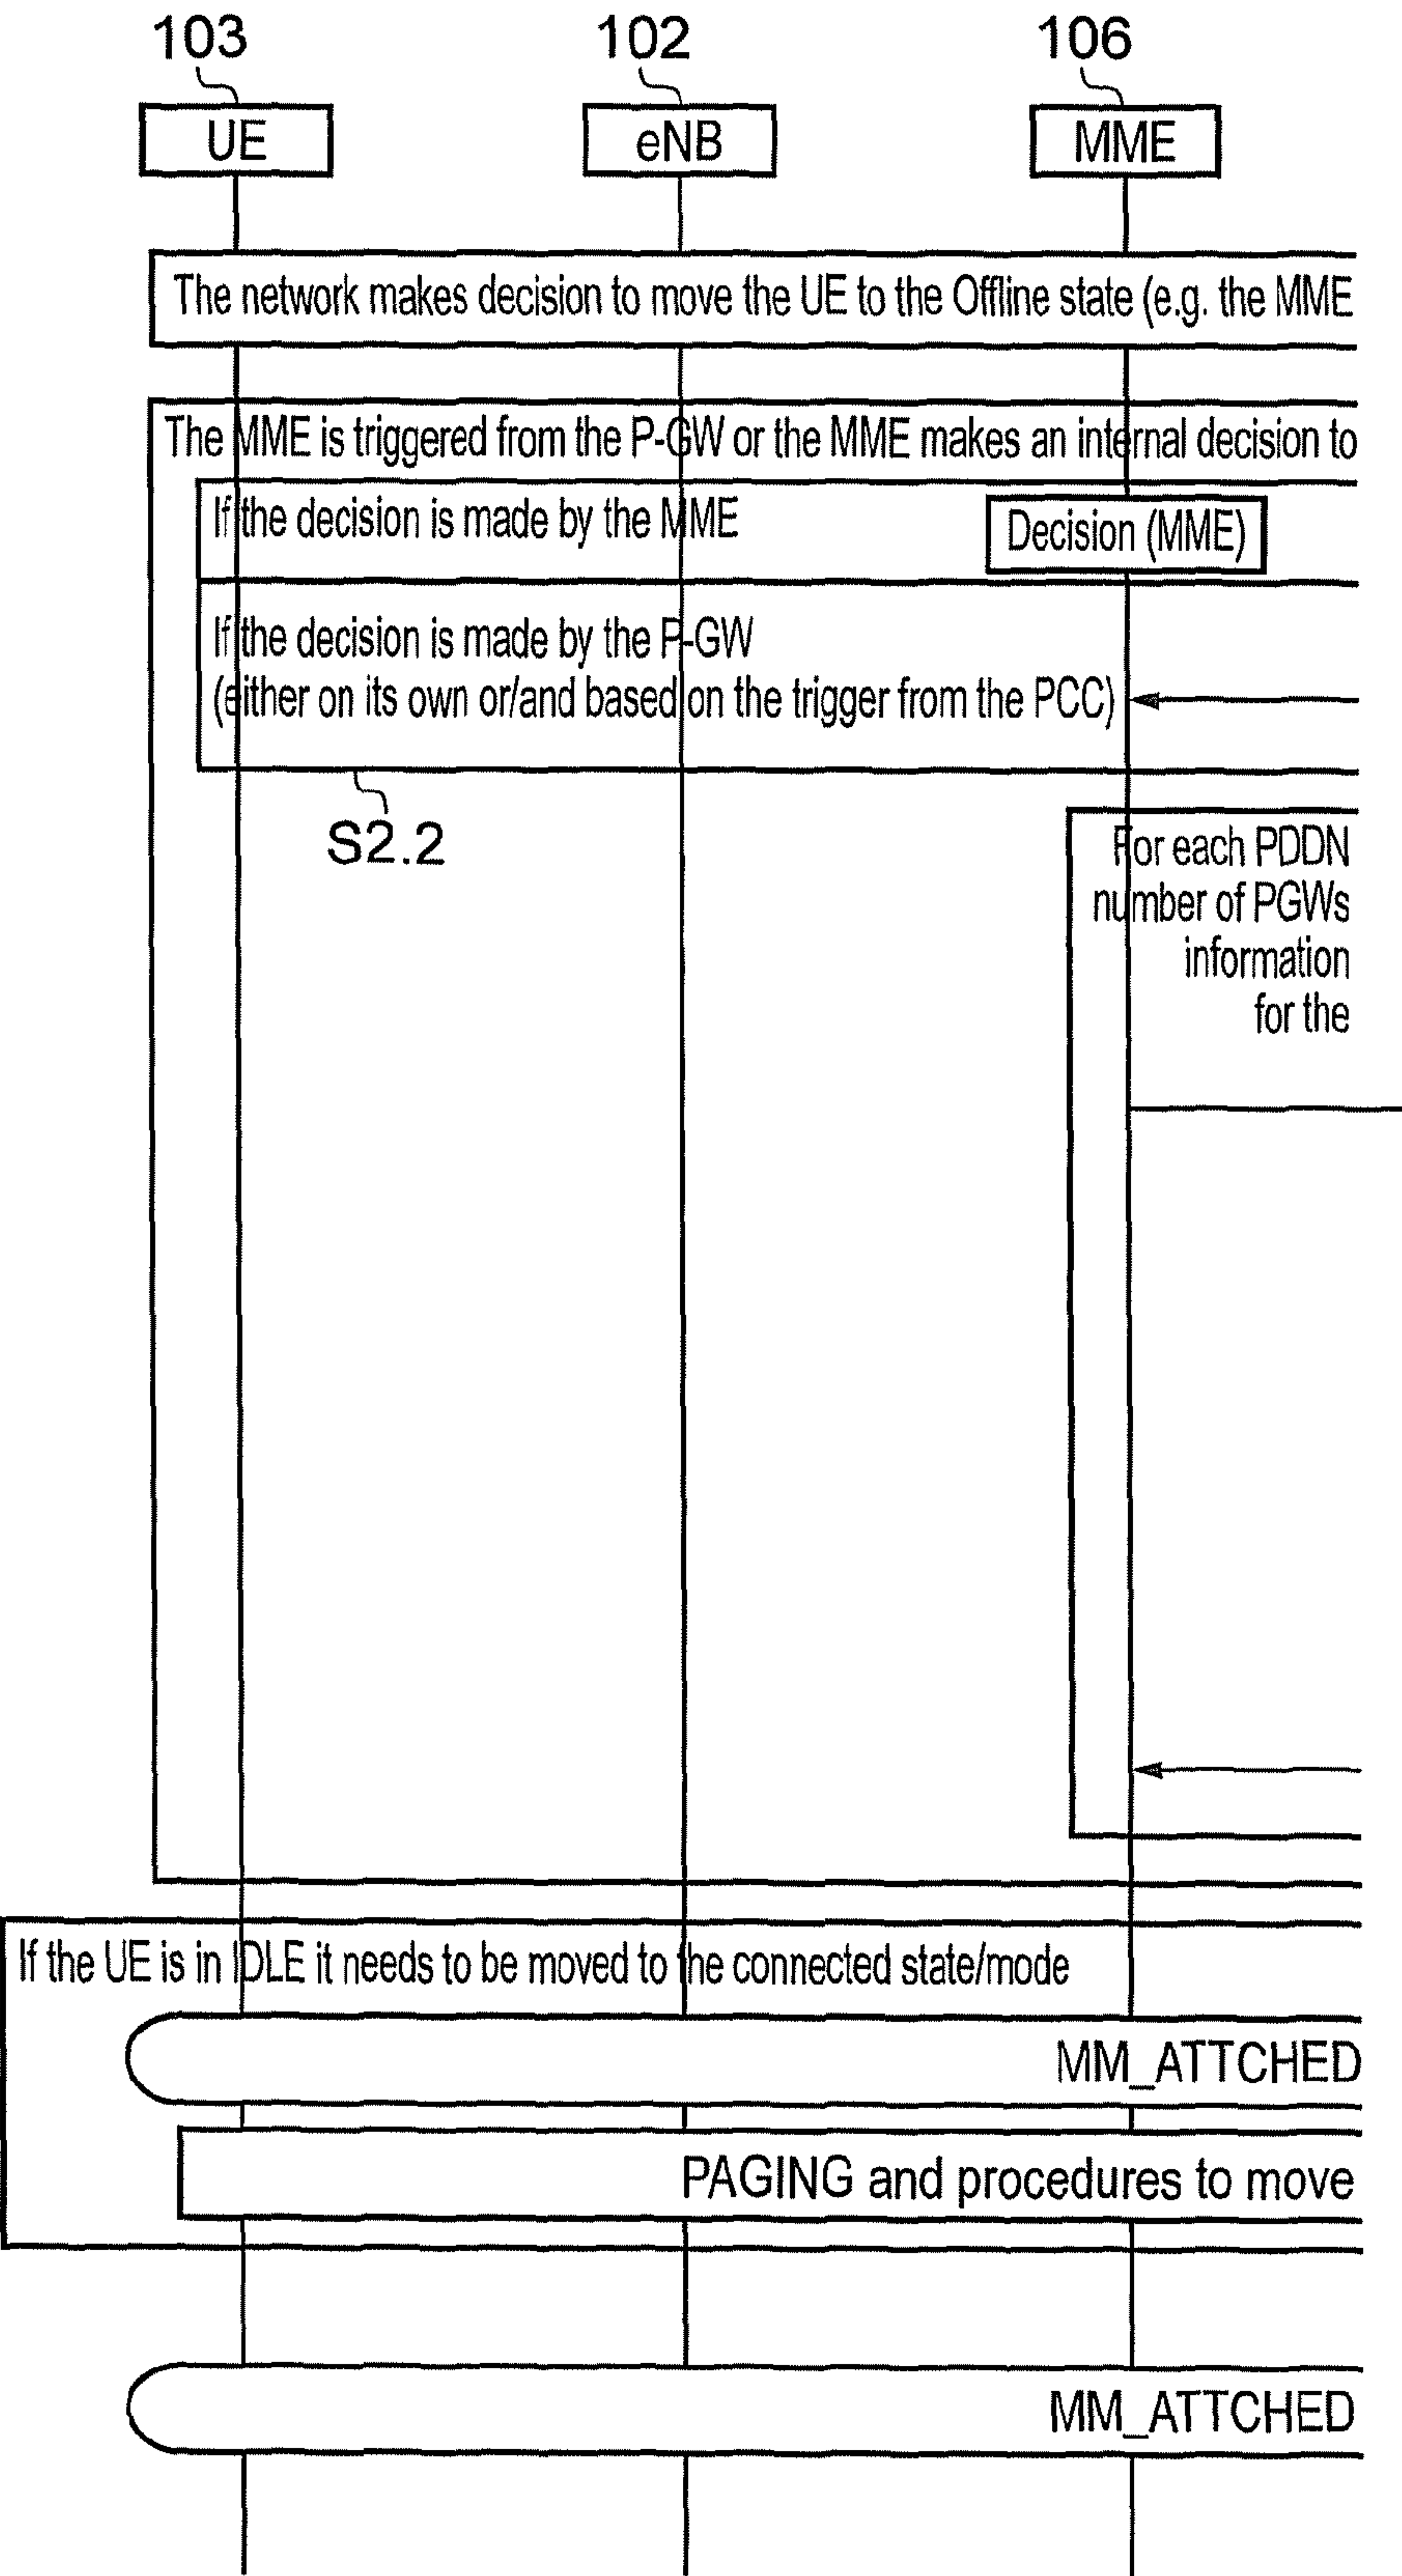 103 102 106
UE eNB MME
The network makes decision to move the UE to the Offline state (e.g. the MME
The MME is triggered from the P-GW or the MME makes an internal decision to
If the decision is made by the MME
Decision (MME)
If the decision is made by the P-GW
(either on its own or/and based on the trigger from the PCC)
S2.2
For each PDDN
number of PGWs
information
for the
If the UE is in IDLE it needs to be moved to the connected state/mode
MM_ATTCHED
PAGING and procedures to move
MM_ATTCHED